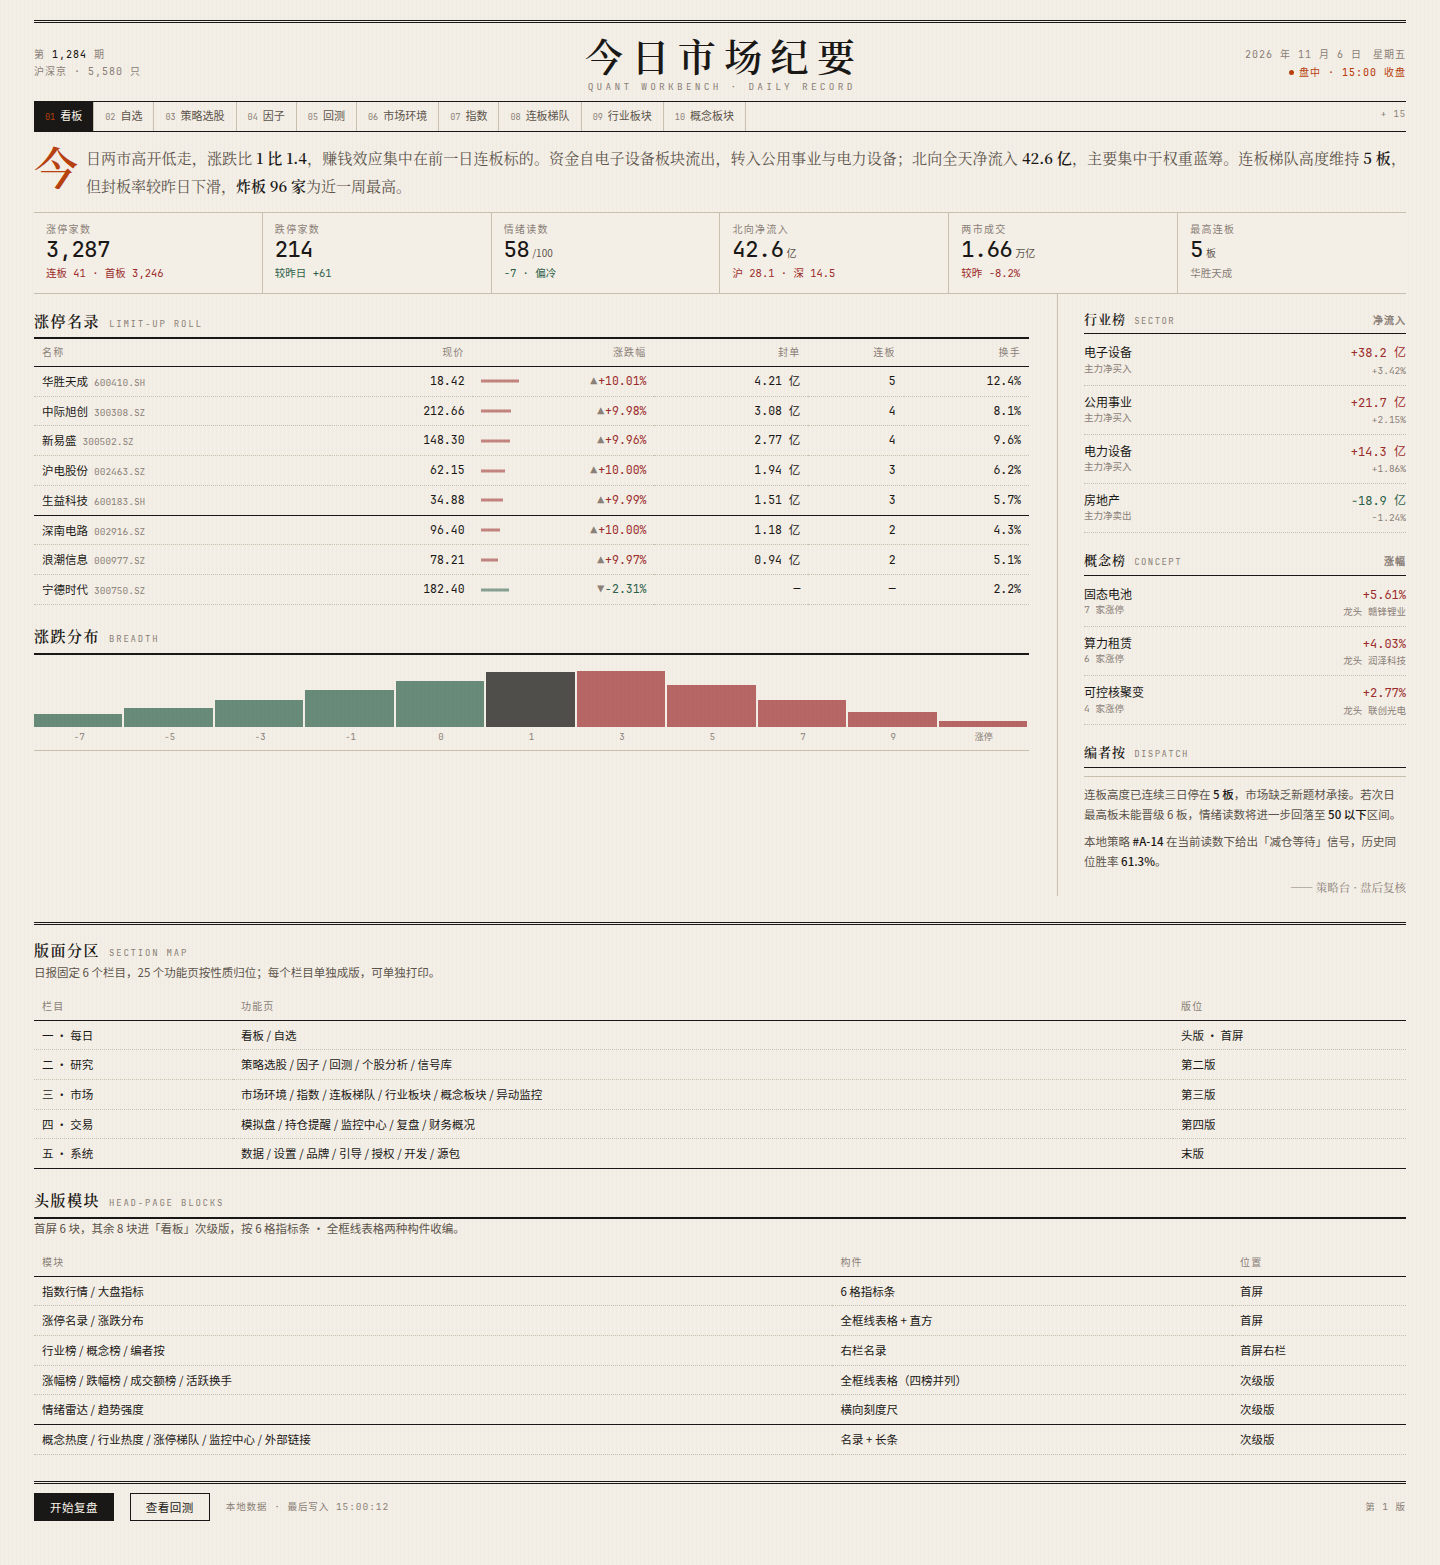 第 1,284 期
沪深京 · 5,580 只
今日市场纪要
QUANT WORKBENCH · DAILY RECORD
2026 年 11 月 6 日 星期五
盘中 · 15:00 收盘
01 看板 02 自选 03 策略选股 04 因子 05 回测 06 市场环境 07 指数 08 连板梯队 09 行业板块 10 概念板块 + 15
今日两市高开低走，涨跌比 1 比 1.4，赚钱效应集中在前一日连板标的。资金自电子设备板块流出，转入公用事业与电力设备；北向全天净流入 42.6 亿，主要集中于权重蓝筹。连板梯队高度维持 5 板，
但封板率较昨日下滑，炸板 96 家为近一周最高。
涨停家数
3,287
连板 41 · 首板 3,246
跌停家数
214
较昨日 +61
情绪读数
58 /100
-7 · 偏冷
北向净流入
42.6 亿
沪 28.1 · 深 14.5
两市成交
1.66 万亿
较昨 -8.2%
最高连板
5 板
华胜天成
涨停名录 LIMIT-UP ROLL
名称 现价 涨跌幅 封单 连板 换手
华胜天成 600410.SH 18.42 ▲+10.01% 4.21 亿 5 12.4%
中际旭创 300308.SZ 212.66 ▲+9.98% 3.08 亿 4 8.1%
新易盛 300502.SZ 148.30 ▲+9.96% 2.77 亿 4 9.6%
沪电股份 002463.SZ 62.15 ▲+10.00% 1.94 亿 3 6.2%
生益科技 600183.SH 34.88 ▲+9.99% 1.51 亿 3 5.7%
深南电路 002916.SZ 96.40 ▲+10.00% 1.18 亿 2 4.3%
浪潮信息 000977.SZ 78.21 ▲+9.97% 0.94 亿 2 5.1%
宁德时代 300750.SZ 182.40 ▼-2.31% — — 2.2%
涨跌分布 BREADTH
-7 -5 -3 -1 0 1 3 5 7 9 涨停
行业榜 SECTOR 净流入
电子设备 +38.2 亿
主力净买入 +3.42%
公用事业 +21.7 亿
主力净买入 +2.15%
电力设备 +14.3 亿
主力净买入 +1.86%
房地产 -18.9 亿
主力净卖出 -1.24%
概念榜 CONCEPT 涨幅
固态电池 +5.61%
7 家涨停 龙头 赣锋锂业
算力租赁 +4.03%
6 家涨停 龙头 润泽科技
可控核聚变 +2.77%
4 家涨停 龙头 联创光电
编者按 DISPATCH
连板高度已连续三日停在 5 板，市场缺乏新题材承接。若次日
最高板未能晋级 6 板，情绪读数将进一步回落至 50 以下区间。
本地策略 #A-14 在当前读数下给出「减仓等待」信号，历史同
位胜率 61.3%。
—— 策略台 · 盘后复核
版面分区 SECTION MAP
日报固定 6 个栏目，25 个功能页按性质归位；每个栏目单独成版，可单独打印。
栏目 功能页 版位
一 · 每日 看板 / 自选 头版 · 首屏
二 · 研究 策略选股 / 因子 / 回测 / 个股分析 / 信号库 第二版
三 · 市场 市场环境 / 指数 / 连板梯队 / 行业板块 / 概念板块 / 异动监控 第三版
四 · 交易 模拟盘 / 持仓提醒 / 监控中心 / 复盘 / 财务概况 第四版
五 · 系统 数据 / 设置 / 品牌 / 引导 / 授权 / 开发 / 源包 末版
头版模块 HEAD-PAGE BLOCKS
首屏 6 块，其余 8 块进「看板」次级版，按 6 格指标条 · 全框线表格两种构件收编。
模块 构件 位置
指数行情 / 大盘指标 6 格指标条 首屏
涨停名录 / 涨跌分布 全框线表格 + 直方 首屏
行业榜 / 概念榜 / 编者按 右栏名录 首屏右栏
涨幅榜 / 跌幅榜 / 成交额榜 / 活跃换手 全框线表格（四榜并列） 次级版
情绪雷达 / 趋势强度 横向刻度尺 次级版
概念热度 / 行业热度 / 涨停梯队 / 监控中心 / 外部链接 名录 + 长条 次级版
开始复盘 查看回测 本地数据 · 最后写入 15:00:12 第 1 版